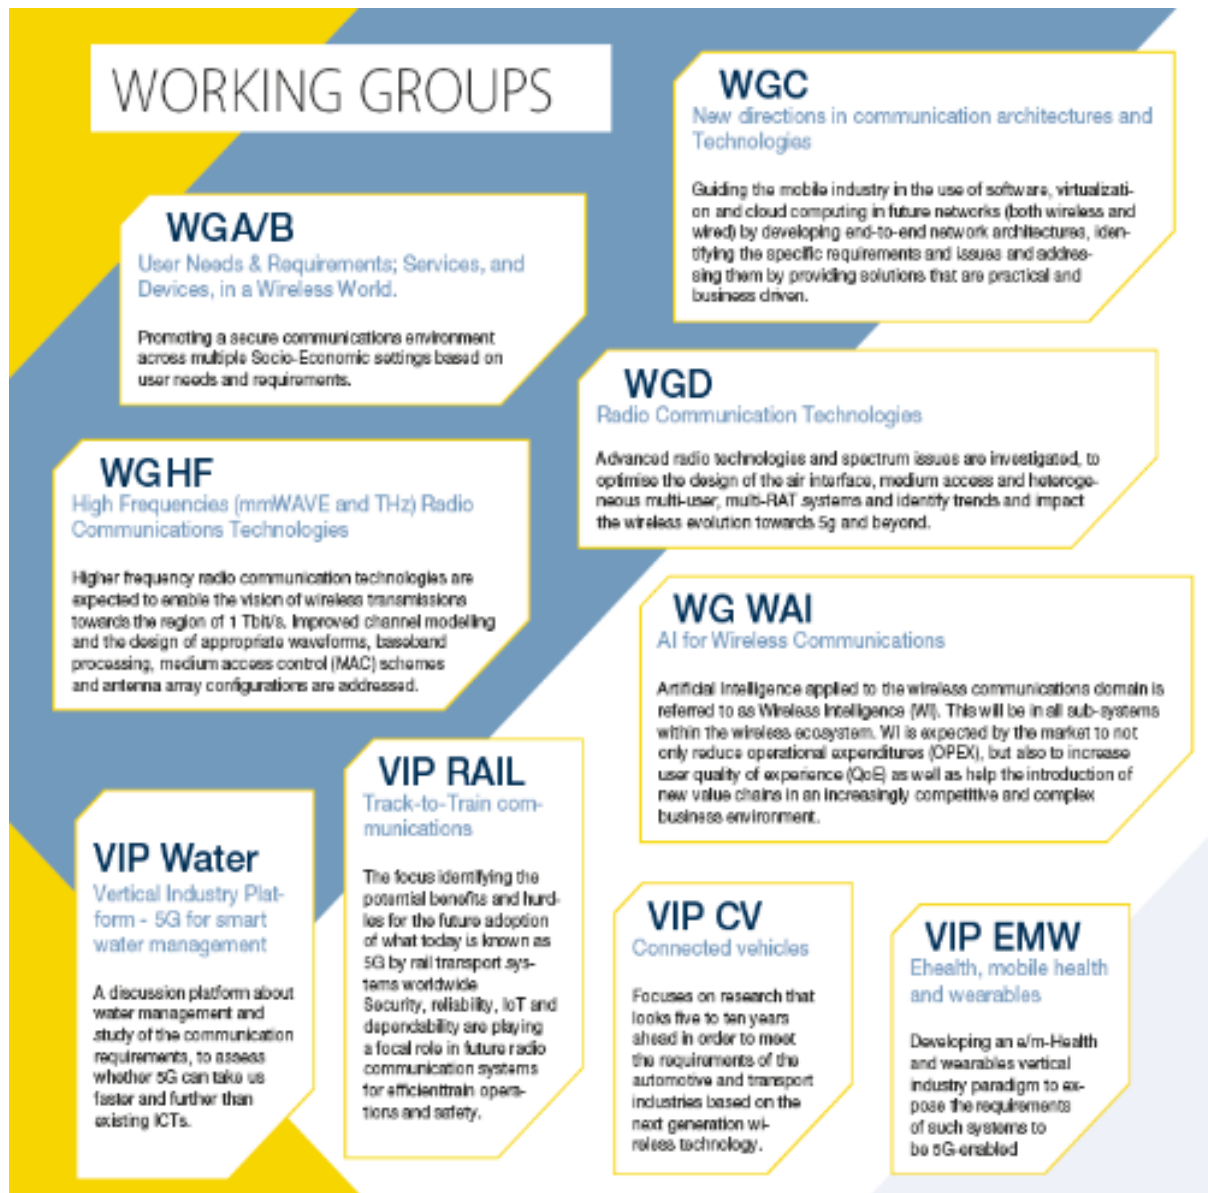 WORKING GROUPS
WGC
New directions in communication architectures and
Technologies
Guiding the mobile industry in the use of software, virtualizati-
on and cloud computing in future networks (both wireless and
wired) by developing end-to-end network architectures, iden-
tifying the specific requirements and issues and addres-
sing them by providing solutions that are practical and
business driven.
WGA/B
User Needs & Requirements; Services, and
Devices, in a Wireless World.
Promoting a secure communications environment
across multiple Socio-Economic settings based on
user needs and requirements.
WGD
Radio Communication Technologies
Advanced radio technologies and spectrum issues are investigated, to
optimise the design of the air interface, medium access and heteroge-
neous multi-user, multi-RAT systems and identify trends and impact
the wireless evolution towards 5g and beyond.
WGHF
High Frequencies (mmWAVE and THz) Radio
Communications Technologies
Higher frequency radio communication technologies are
expected to enable the vision of wireless transmissions
towards the region of 1 Tbit/s. Improved channel modelling
and the design of appropriate waveforms, baseband
processing, medium access control (MAC) schemes
and antenna array configurations are addressed.
WG WAI
AI for Wireless Communications
Artificial Intelligence applied to the wireless communications domain is
referred to as Wireless Intelligence (WI). This will be in all sub-systems
within the wireless ecosystem. WI is expected by the market to not
only reduce operational expenditures (OPEX), but also to increase
user quality of experience (QoE) as well as help the introduction of
new value chains in an increasingly competitive and complex
business environment.
VIP RAIL
Track-to-Train com-
munications
The focus identifying the
potential benefits and hurd-
les for the future adoption
of what today is known as
5G by rail transport sys-
tems worldwide
Security, reliability, IoT and
dependability are playing
a focal role in future radio
communication systems
for efficienttrain opera-
tions and safety.
VIP Water
Vertical Industry Plat-
form - 5G for smart
water management
A discussion platform about
water management and
study of the communication
requirements, to assess
whether 5G can take us
faster and further than
existing ICTs.
VIP CV
Connected vehicles
Focuses on research that
looks five to ten years
ahead in order to meet
the requirements of the
automotive and transport
industries based on the
next generation wi-
reless technology.
VIP EMW
Ehealth, mobile health
and wearables
Developing an e/m-Health
and wearables vertical
industry paradigm to ex-
pose the requirements
of such systems to
be 5G-enabled